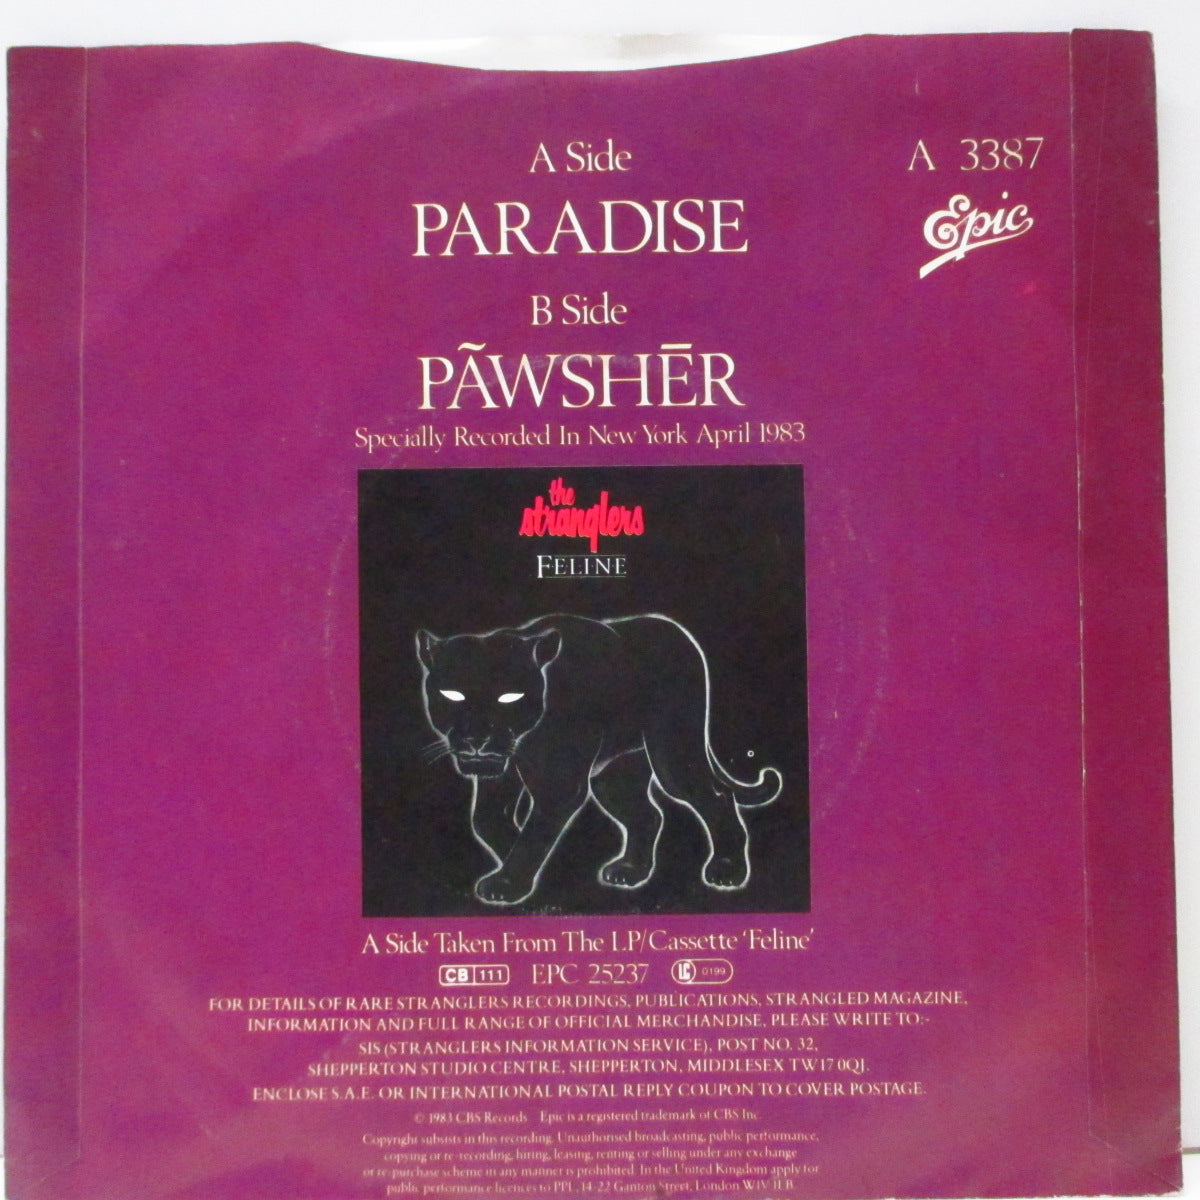 A Side
A 3387
PARADISE
Epic
B Side
PÃWSHĒR
Specially Recorded In New York April 1983
the
stranglers
FELINE
A Side Taken From The LP/Cassette 'Feline'
CB 111 EPC 25237 LC 0199
FOR DETAILS OF RARE STRANGLERS RECORDINGS, PUBLICATIONS, STRANGLED MAGAZINE,
INFORMATION AND FULL RANGE OF OFFICIAL MERCHANDISE, PLEASE WRITE TO:-
SIS (STRANGLERS INFORMATION SERVICE), POST NO. 32,
SHEPPERTON STUDIO CENTRE, SHEPPERTON, MIDDLESEX TW17 0QJ.
ENCLOSE S.A.E. OR INTERNATIONAL POSTAL REPLY COUPON TO COVER POSTAGE.
© 1983 CBS Records Epic is a registered trademark of CBS Inc.
Copyright subsists in this recording. Unauthorised broadcasting, public performance,
copying or re-recording, hiring, leasing, renting or selling under any exchange
or re-purchase scheme in any manner is prohibited. In the United Kingdom apply for
public performance licences to PPL, 14-22 Ganton Street, London W1V 1LB.